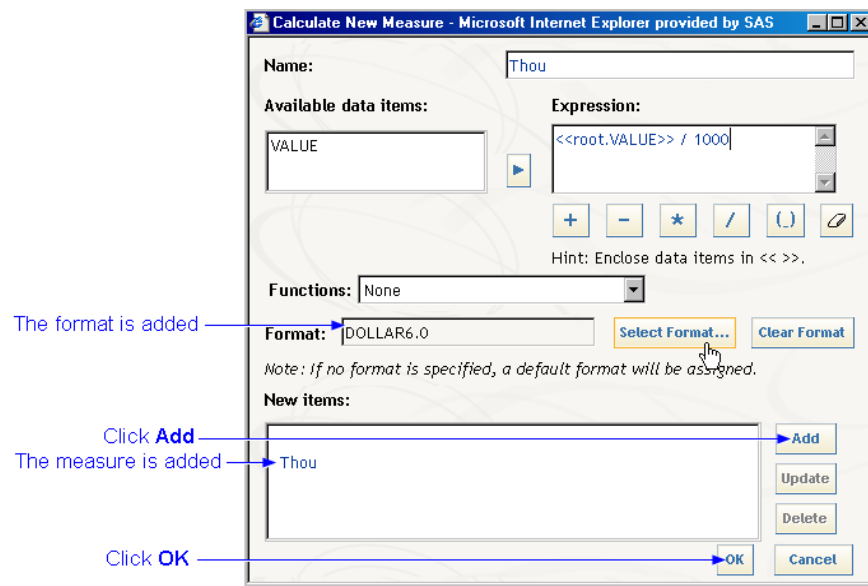 Calculate New Measure - Microsoft Internet Explorer provided by SAS
Name: Thou
Available data items: Expression:
VALUE <<root.VALUE>> / 1000
+ - * / (_)
Hint: Enclose data items in << >>.
Functions: None
The format is added Format: DOLLAR6.0 Select Format... Clear Format
Note: If no format is specified, a default format will be assigned.
New items:
Click Add Add
The measure is added Thou
Update
Delete
Click OK OK Cancel